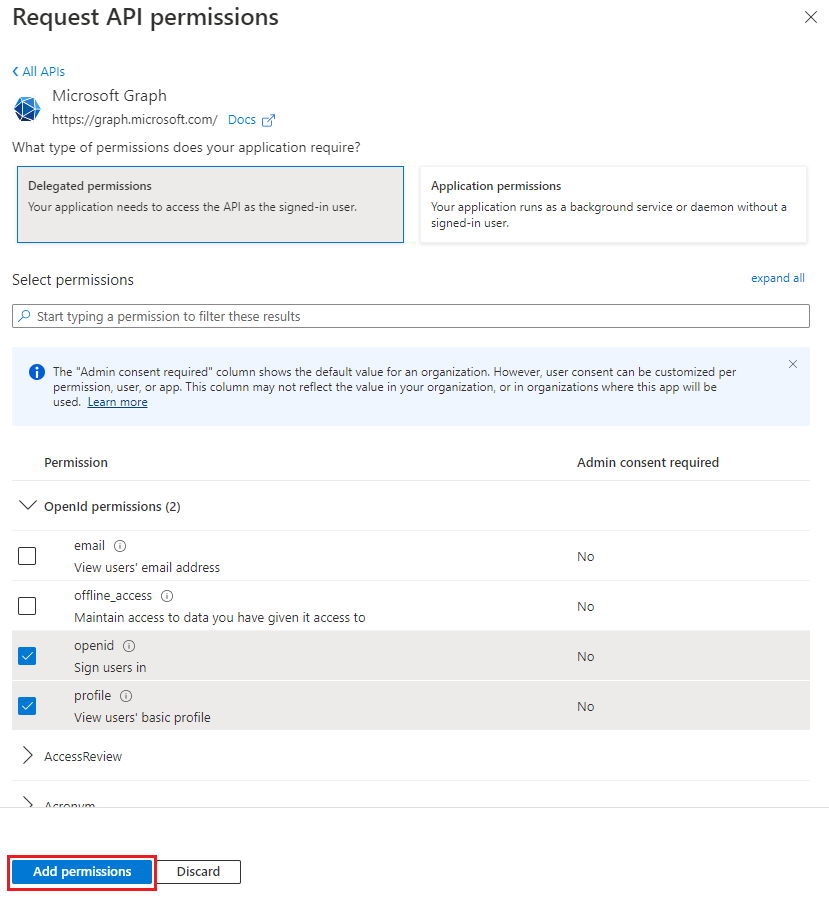 Request API permissions
All APIs
Microsoft Graph
https://graph.microsoft.com/ Docs
What type of permissions does your application require?
Delegated permissions
Your application needs to access the API as the signed-in user.
Application permissions
Your application runs as a background service or daemon without a
signed-in user.
Select permissions
expand all
Start typing a permission to filter these results
The "Admin consent required" column shows the default value for an organization. However, user consent can be customized per
permission, user, or app. This column may not reflect the value in your organization, or in organizations where this app will be
used. Learn more
Permission
Admin consent required
OpenId permissions (2)
email
View users' email address
No
offline_access
Maintain access to data you have given it access to
No
openid
Sign users in
No
profile
View users' basic profile
No
AccessReview
Acronym
Add permissions
Discard